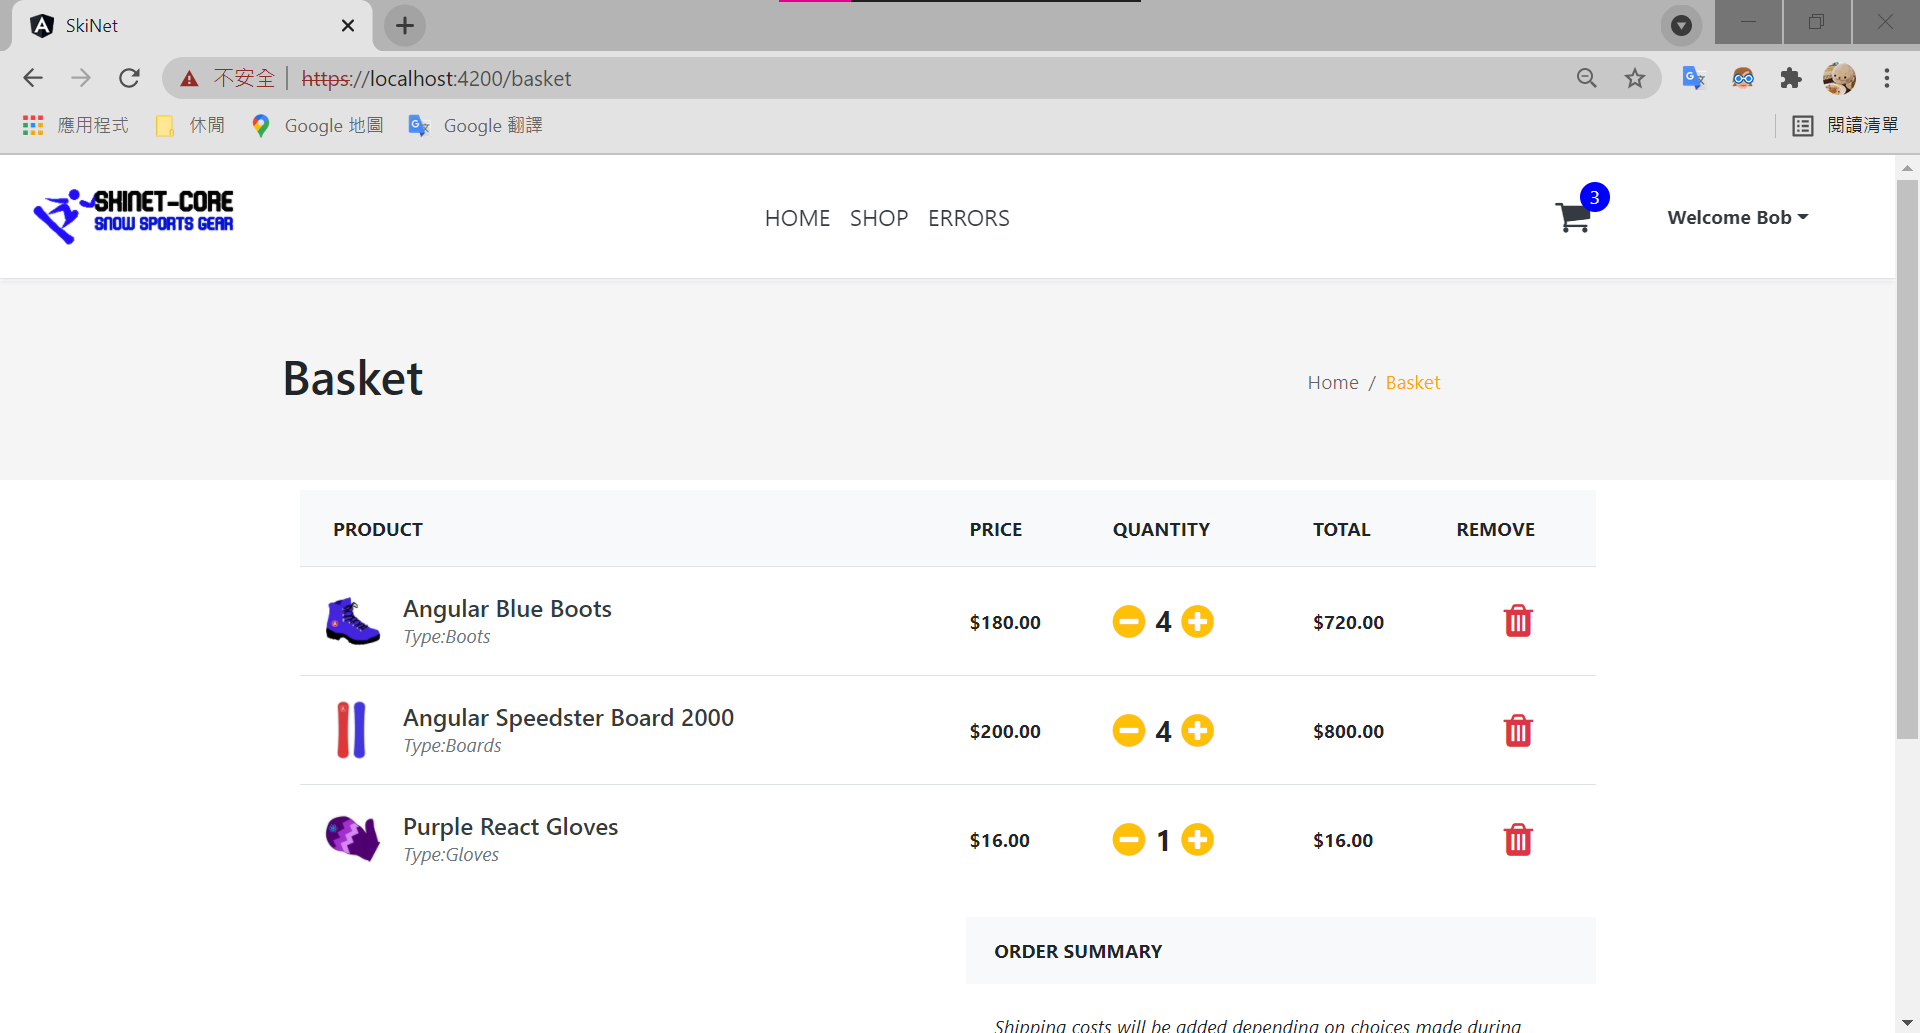 SkiNet
不安全 https://localhost:4200/basket
應用程式 休閒 Google 地圖 Google 翻譯 閱讀清單
SKINET-CORE
SNOW SPORTS GEAR
HOME SHOP ERRORS 3 Welcome Bob
Basket Home / Basket
PRODUCT PRICE QUANTITY TOTAL REMOVE
Angular Blue Boots
Type:Boots
$180.00 4 $720.00
Angular Speedster Board 2000
Type:Boards
$200.00 4 $800.00
Purple React Gloves
Type:Gloves
$16.00 1 $16.00
ORDER SUMMARY
Shipping costs will be added depending on choices made during